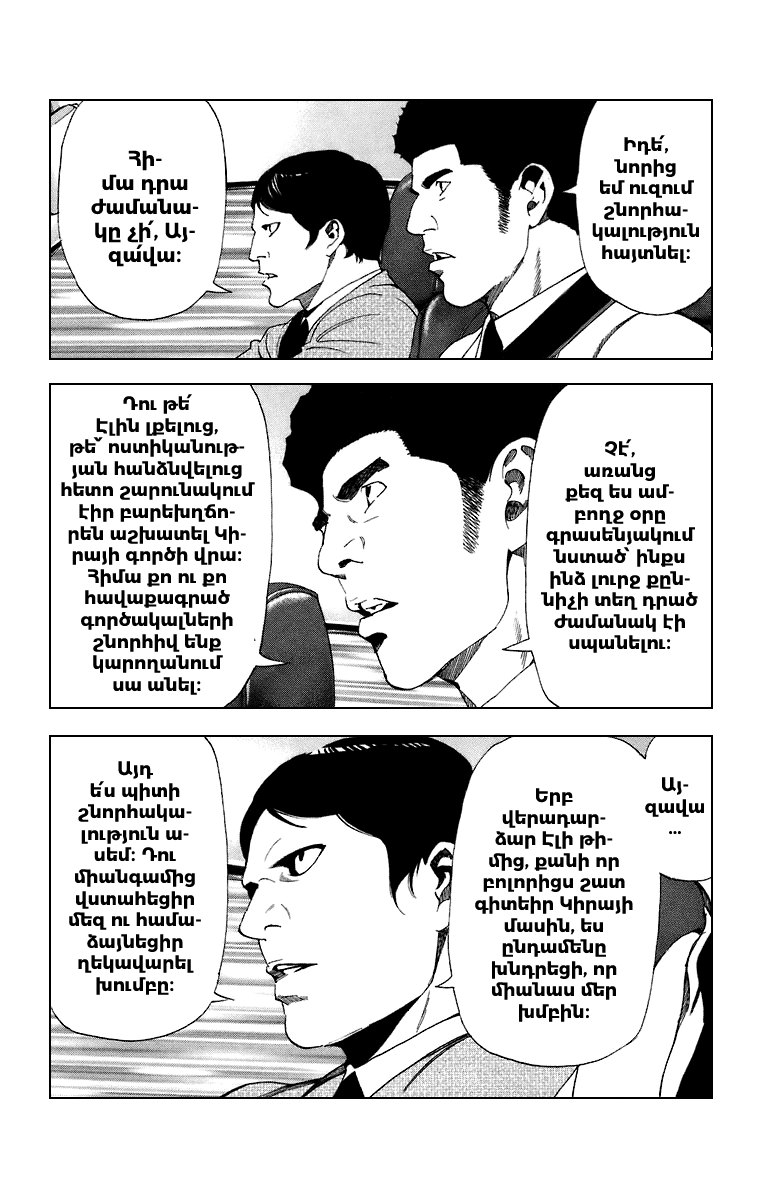 Իդե՛,
նորից
եմ ուզում
շնորհա-
կալություն
հայտնել։
Հի-
մա դրա
ժամանա-
կը չի՛, Այ-
զա՛վա։
Չէ՛,
առանց
քեզ ես ամ-
բողջ օրը
գրասենյակում
նստած՝ ինքս
ինձ լուրջ քըն-
նիչի տեղ դրած
ժամանակ էի
սպանելու։
Դու թե՛
Էլին լքելուց,
թե՞ ոստիկանութ-
յան հանձնվելուց
հետո շարունակում
էիր բարեխղճո-
րեն աշխատել Կի-
րայի գործի վրա։
Հիմա քո ու քո
հավաքագրած
գործակալների
շնորհիվ ենք
կարողանում
սա անել։
Այ-
զավա
...
Երբ
վերադար-
ձար Էլի թի-
մից, քանի որ
բոլորիցս շատ
գիտեիր Կիրայի
մասին, ես
ընդամենը
խնդրեցի, որ
միանաս մեր
խմբին։
Այդ
ե՛ս պիտի
շնորհակա-
լություն ա-
սեմ։ Դու
միանգամից
վստահեցիր
մեզ ու համա-
ձայնեցիր
ղեկավարել
խումբը։